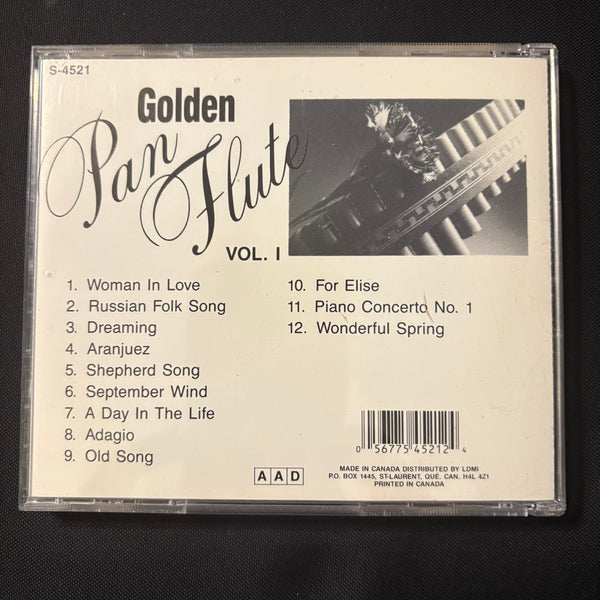 S-4521
Golden
Pan Flute
VOL. I
1. Woman In Love
2. Russian Folk Song
3. Dreaming
4. Aranjuez
5. Shepherd Song
6. September Wind
7. A Day In The Life
8. Adagio
9. Old Song
10. For Elise
11. Piano Concerto No. 1
12. Wonderful Spring
0 56775 45212 4
AAD
MADE IN CANADA DISTRIBUTED BY LDMI
P.O. BOX 1445, ST-LAURENT, QUÉ. CAN. H4L 4Z1
PRINTED IN CANADA